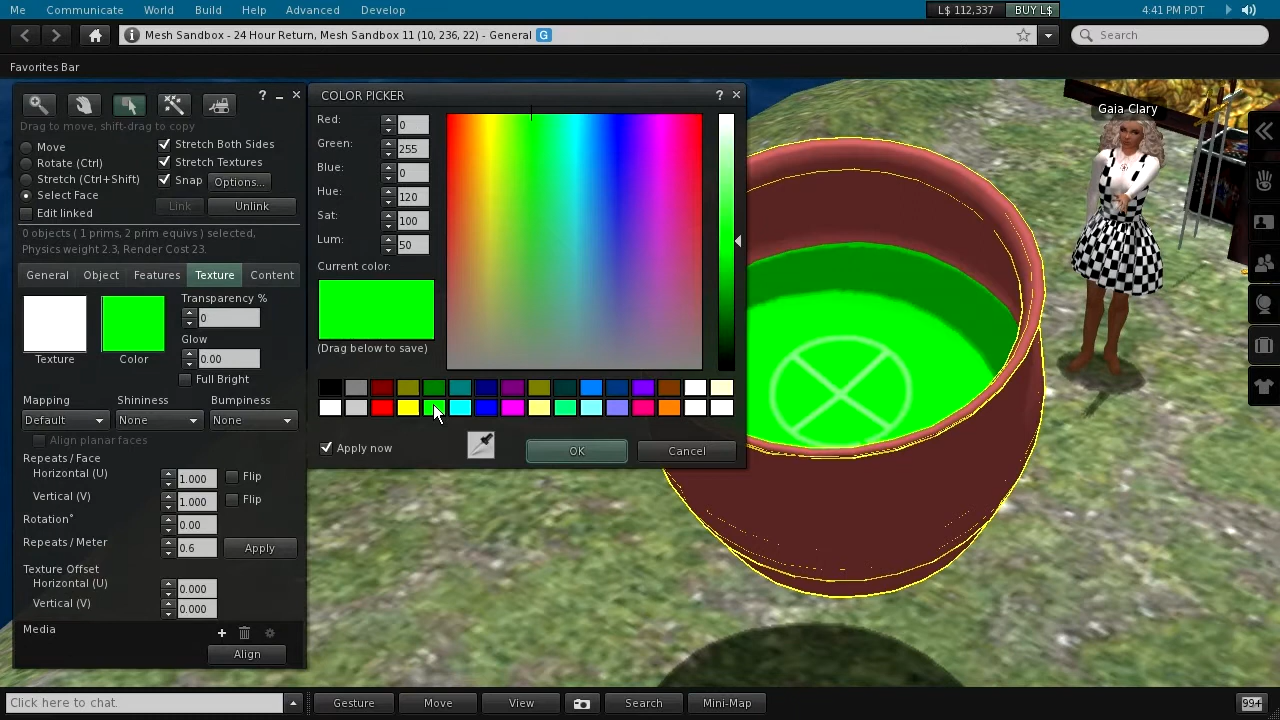 Me Communicate World Build Help Advanced Develop L$ 112,337 BUY L$ 4:41 PM PDT
Mesh Sandbox - 24 Hour Return, Mesh Sandbox 11 (10, 236, 22) - General G Search
Favorites Bar
? _ ×
Drag to move, shift-drag to copy
Move
Rotate (Ctrl)
Stretch (Ctrl+Shift)
Select Face
Edit linked
Stretch Both Sides
Stretch Textures
Snap Options...
Link Unlink
0 objects ( 1 prims, 2 prim equivs ) selected,
Physics weight 2.3, Render Cost 23.
General Object Features Texture Content
Texture
Color
Transparency %
0
Glow
0.00
Full Bright
Mapping Shininess Bumpiness
Default None None
Align planar faces
Repeats / Face
Horizontal (U) 1.000 Flip
Vertical (V) 1.000 Flip
Rotation° 0.00
Repeats / Meter 0.6 Apply
Texture Offset
Horizontal (U) 0.000
Vertical (V) 0.000
Media
Align
COLOR PICKER ? ×
Red: 0
Green: 255
Blue: 0
Hue: 120
Sat: 100
Lum: 50
Current color:
(Drag below to save)
Apply now
OK Cancel
Gaia Clary
Click here to chat. Gesture Move View Search Mini-Map 99+